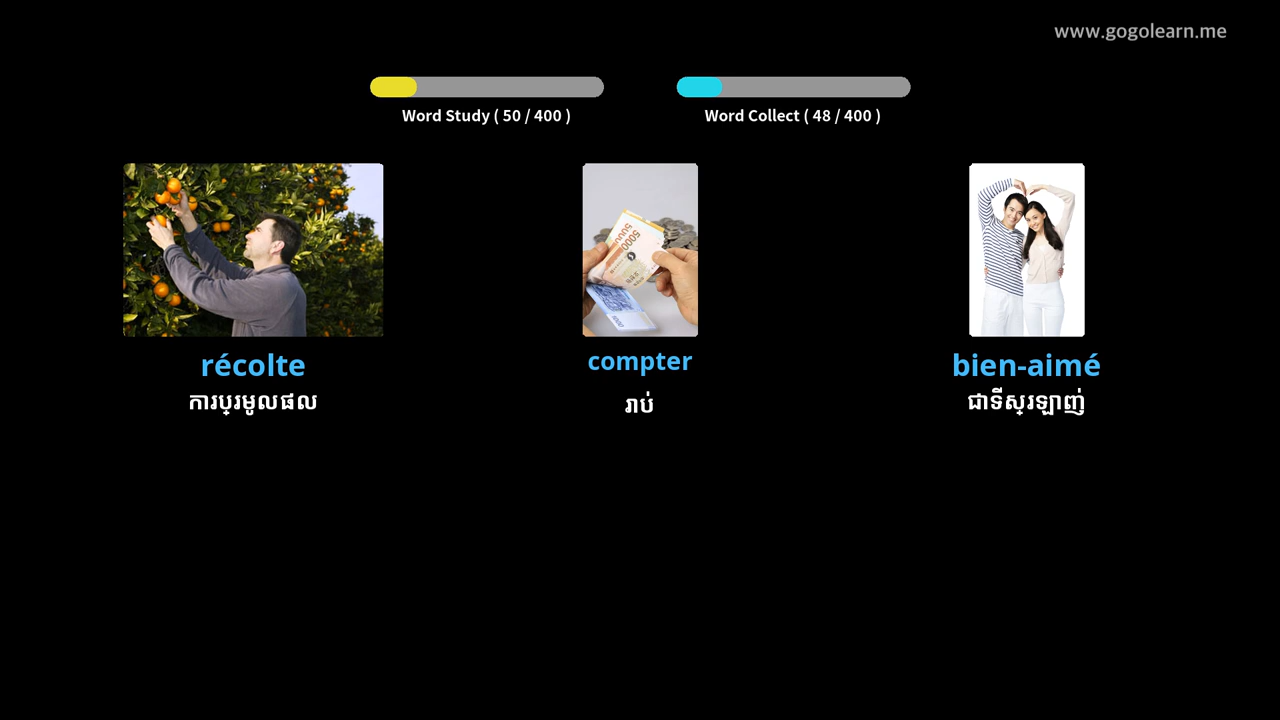 www.gogolearn.me
Word Study ( 50 / 400 )
Word Collect ( 48 / 400 )
récolte
compter
bien-aimé
ការប្រមូលផល
រាប់
ជាទីស្រឡាញ់